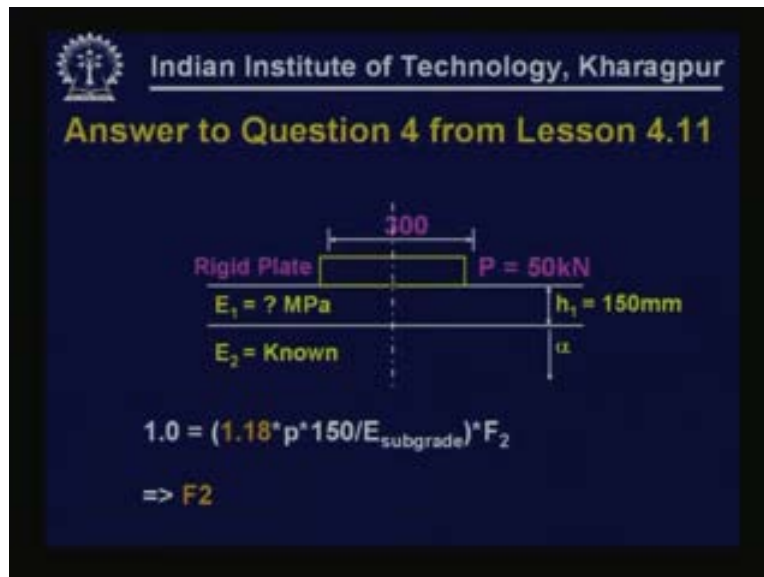 Indian Institute of Technology, Kharagpur
Answer to Question 4 from Lesson 4.11
300
Rigid Plate P = 50kN
E₁ = ? MPa h₁ = 150mm
E₂ = Known α
1.0 = (1.18*p*150/E_subgrade)*F₂
=> F2